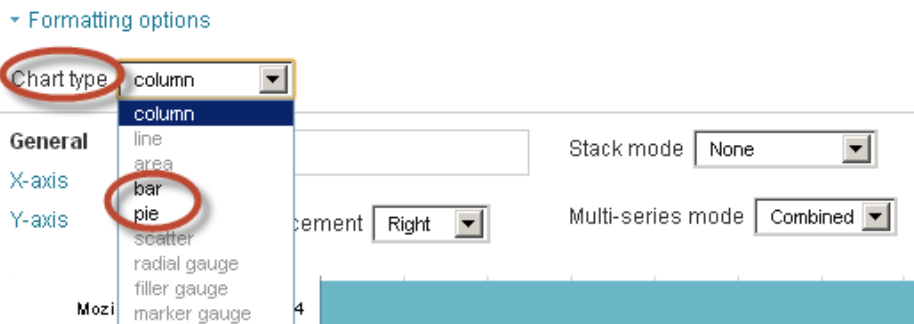 Formatting options
Chart type column
column
General line Stack mode None
area
X-axis bar
Y-axis pie cement Right Multi-series mode Combined
scatter
radial gauge
filler gauge
Mozi marker gauge 4